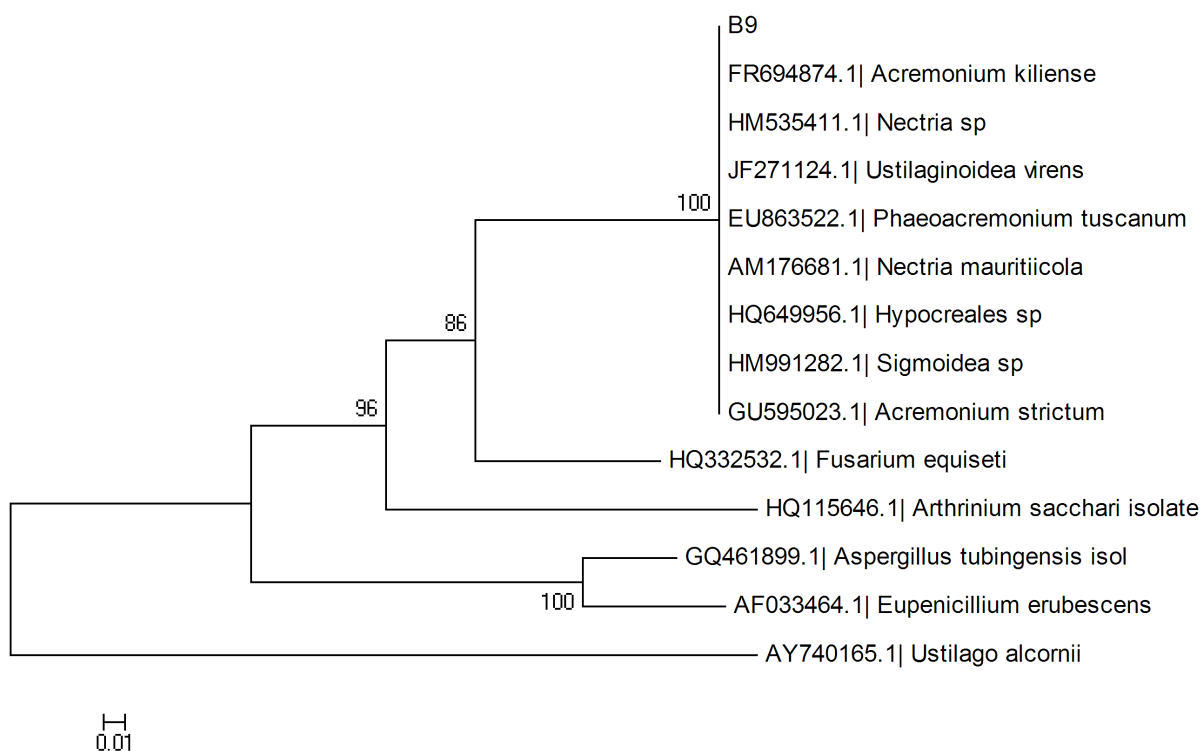 B9
FR694874.1| Acremonium kiliense
HM535411.1| Nectria sp
JF271124.1| Ustilaginoidea virens
100
EU863522.1| Phaeoacremonium tuscanum
AM176681.1| Nectria mauritiicola
HQ649956.1| Hypocreales sp
86
HM991282.1| Sigmoidea sp
96
GU595023.1| Acremonium strictum
HQ332532.1| Fusarium equiseti
HQ115646.1| Arthrinium sacchari isolate
GQ461899.1| Aspergillus tubingensis isol
100
AF033464.1| Eupenicillium erubescens
AY740165.1| Ustilago alcornii
0.01